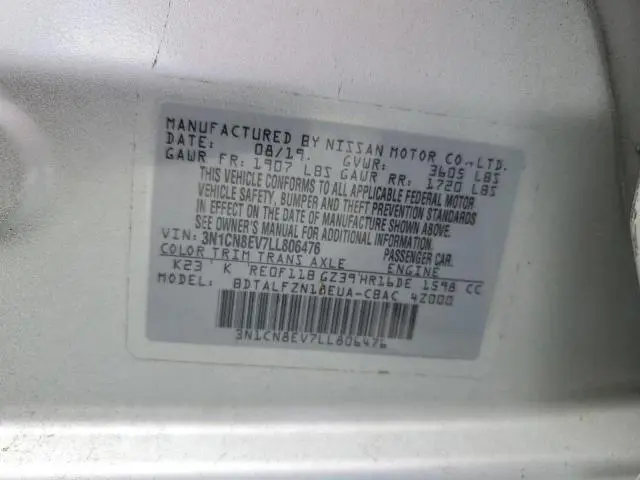 MANUFACTURED BY NISSAN MOTOR CO.,LTD.
DATE: 08/19. GVWR: 3605 LBS
GAWR FR: 1907 LBS GAWR RR: 1720 LBS
THIS VEHICLE CONFORMS TO ALL APPLICABLE FEDERAL MOTOR
VEHICLE SAFETY, BUMPER AND THEFT PREVENTION STANDARDS
IN EFFECT ON THE DATE OF MANUFACTURE SHOWN ABOVE.
SEE OWNER'S MANUAL FOR ADDITIONAL INFORMATION.
VIN: 3N1CN8EV7LL806476 PASSENGER CAR.
COLOR TRIM TRANS AXLE ENGINE
K23 K RE0F11B GZ39 HR16DE 1598 CC
MODEL: BDTALFZN18EUA-CBAC 4Z000
3N1CN8EV7LL806476